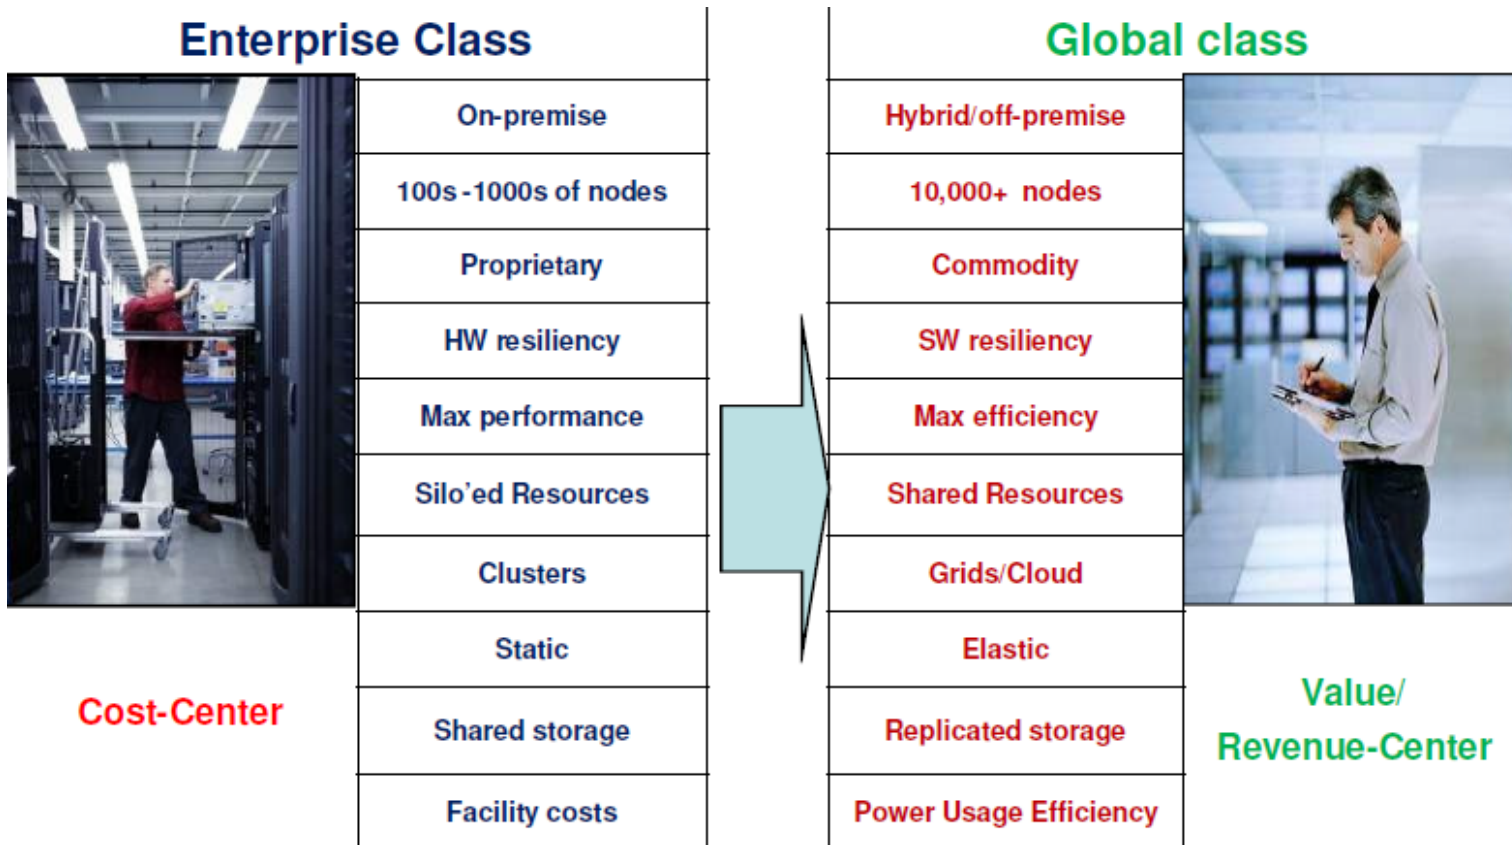 Enterprise Class
Global class
On-premise
Hybrid/off-premise
100s -1000s of nodes
10,000+ nodes
Proprietary
Commodity
HW resiliency
SW resiliency
Max performance
Max efficiency
Silo’ed Resources
Shared Resources
Clusters
Grids/Cloud
Static
Elastic
Cost-Center
Value/
Revenue-Center
Shared storage
Replicated storage
Facility costs
Power Usage Efficiency